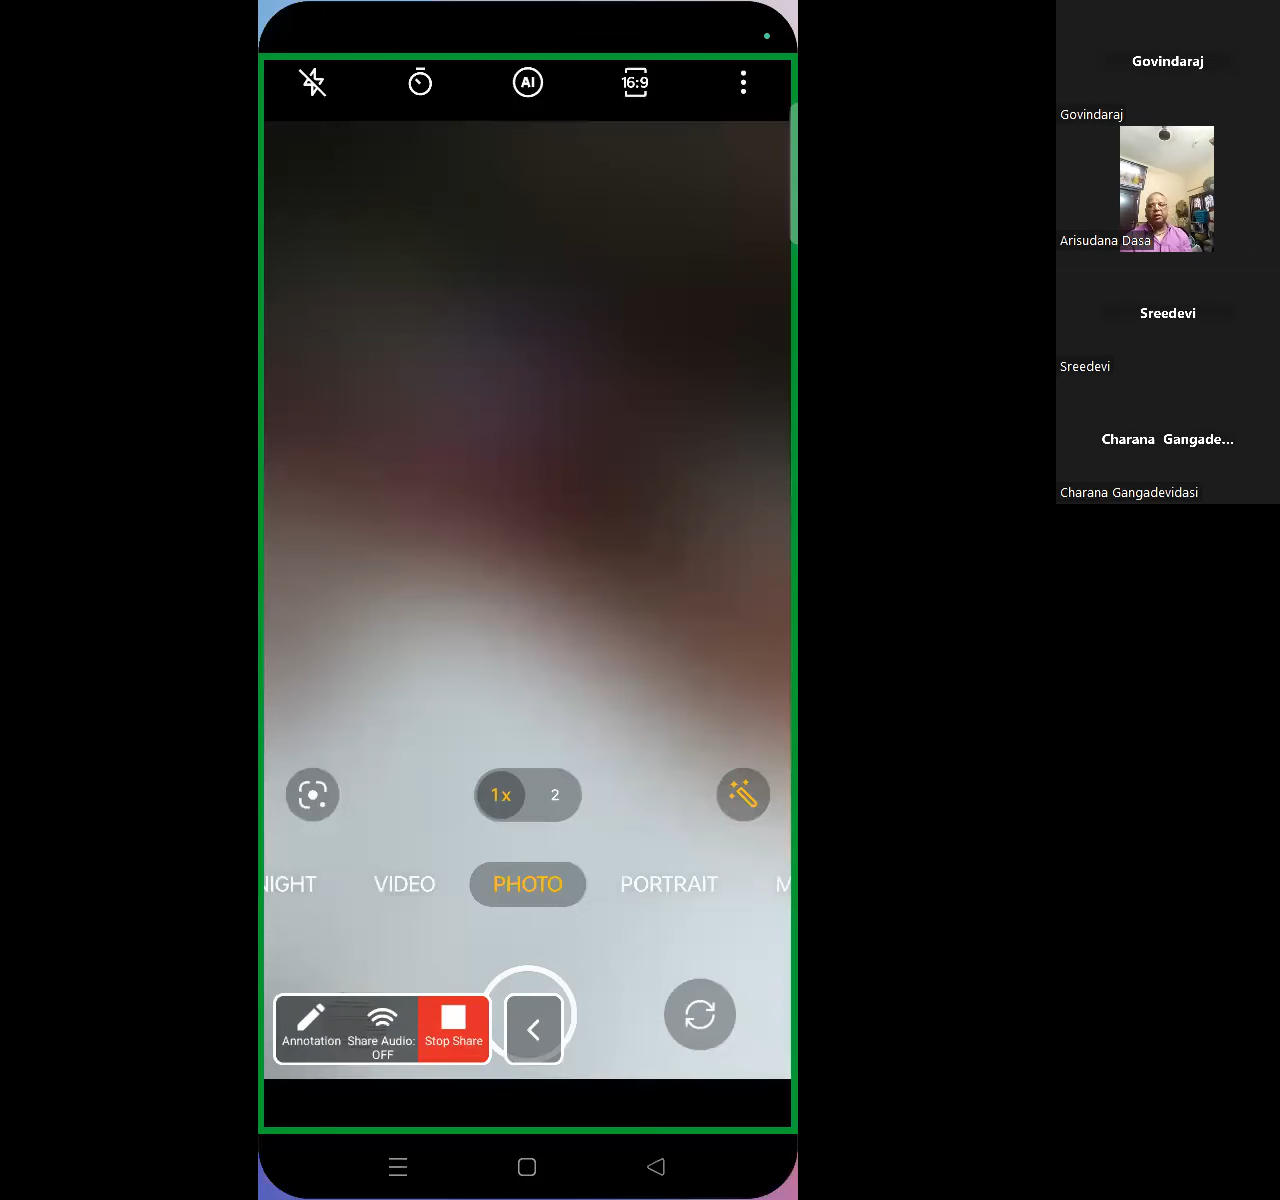 AI
16:9
1x
2
NIGHT
VIDEO
PHOTO
PORTRAIT
M
Annotation
Share Audio:
OFF
Stop Share
Govindaraj
Govindaraj
Arisudana Dasa
Sreedevi
Sreedevi
Charana Gangade...
Charana Gangadevidasi